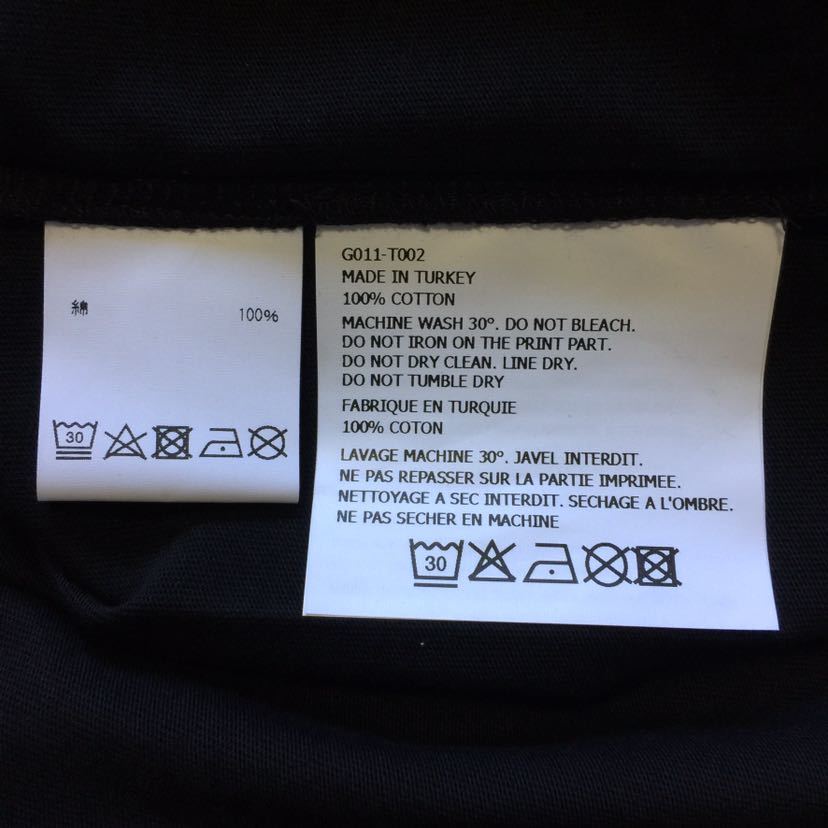 綿 100%
30
G011-T002
MADE IN TURKEY
100% COTTON
MACHINE WASH 30°. DO NOT BLEACH.
DO NOT IRON ON THE PRINT PART.
DO NOT DRY CLEAN. LINE DRY.
DO NOT TUMBLE DRY
FABRIQUE EN TURQUIE
100% COTON
LAVAGE MACHINE 30°. JAVEL INTERDIT.
NE PAS REPASSER SUR LA PARTIE IMPRIMEE.
NETTOYAGE A SEC INTERDIT. SECHAGE A L'OMBRE.
NE PAS SECHER EN MACHINE
30